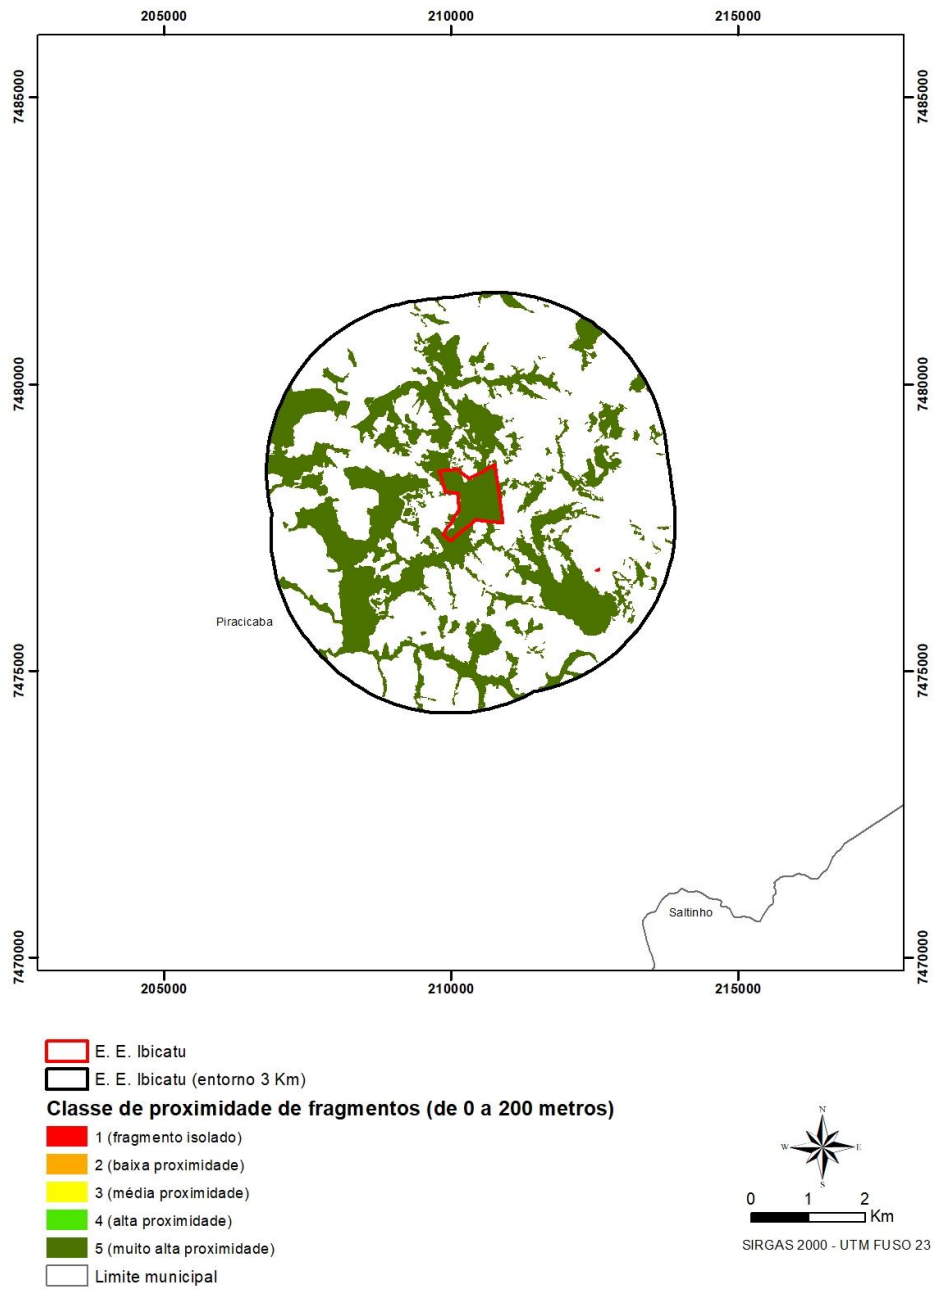 205000 210000 215000
7485000 7485000
7480000 7480000
Piracicaba
7475000 7475000
Saltinho
7470000 7470000
205000 210000 215000
E. E. Ibicatu
E. E. Ibicatu (entorno 3 Km)
Classe de proximidade de fragmentos (de 0 a 200 metros)
1 (fragmento isolado)
2 (baixa proximidade)
3 (média proximidade)
4 (alta proximidade)
5 (muito alta proximidade)
Limite municipal
N
W E
S
0 1 2
Km
SIRGAS 2000 - UTM FUSO 23